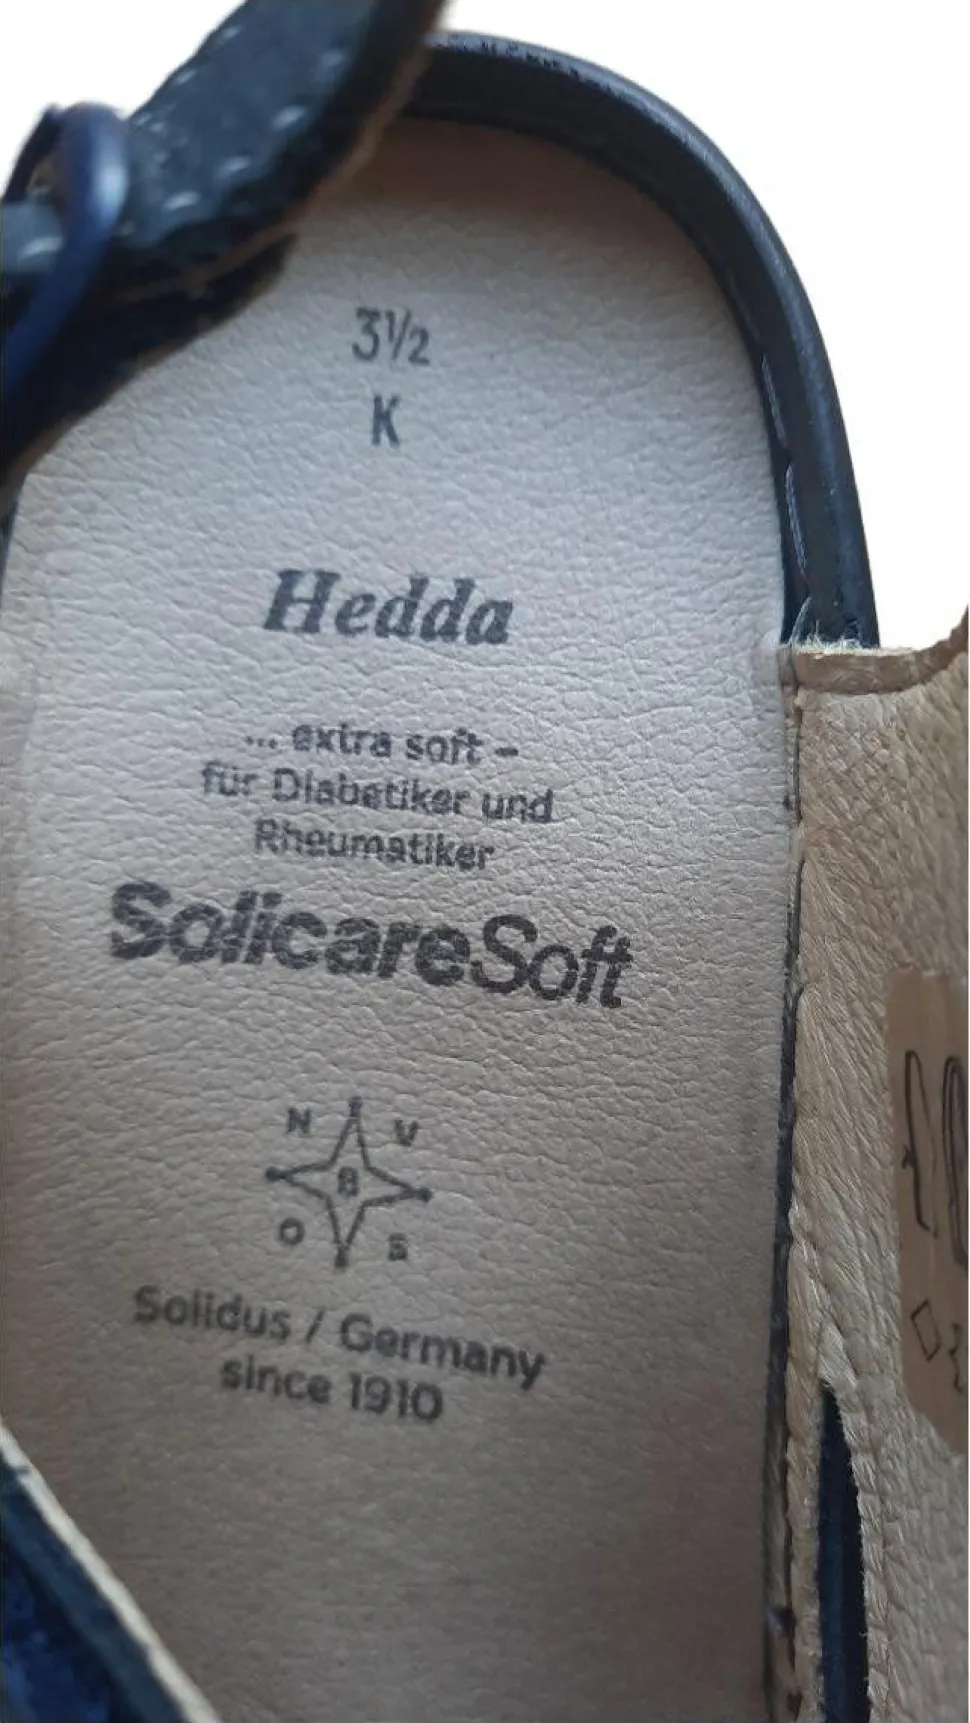 3½
K
Hedda
... extra soft –
für Diabetiker und
Rheumatiker
SolicareSoft
N V
B
O S
Solidus / Germany
since 1910